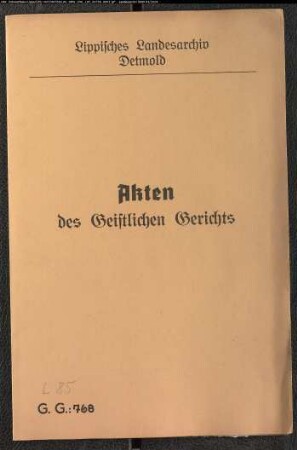 Lippisches Landesarchiv
Detmold
Akten
des Geistlichen Gerichts
L 85
G. G.: 768